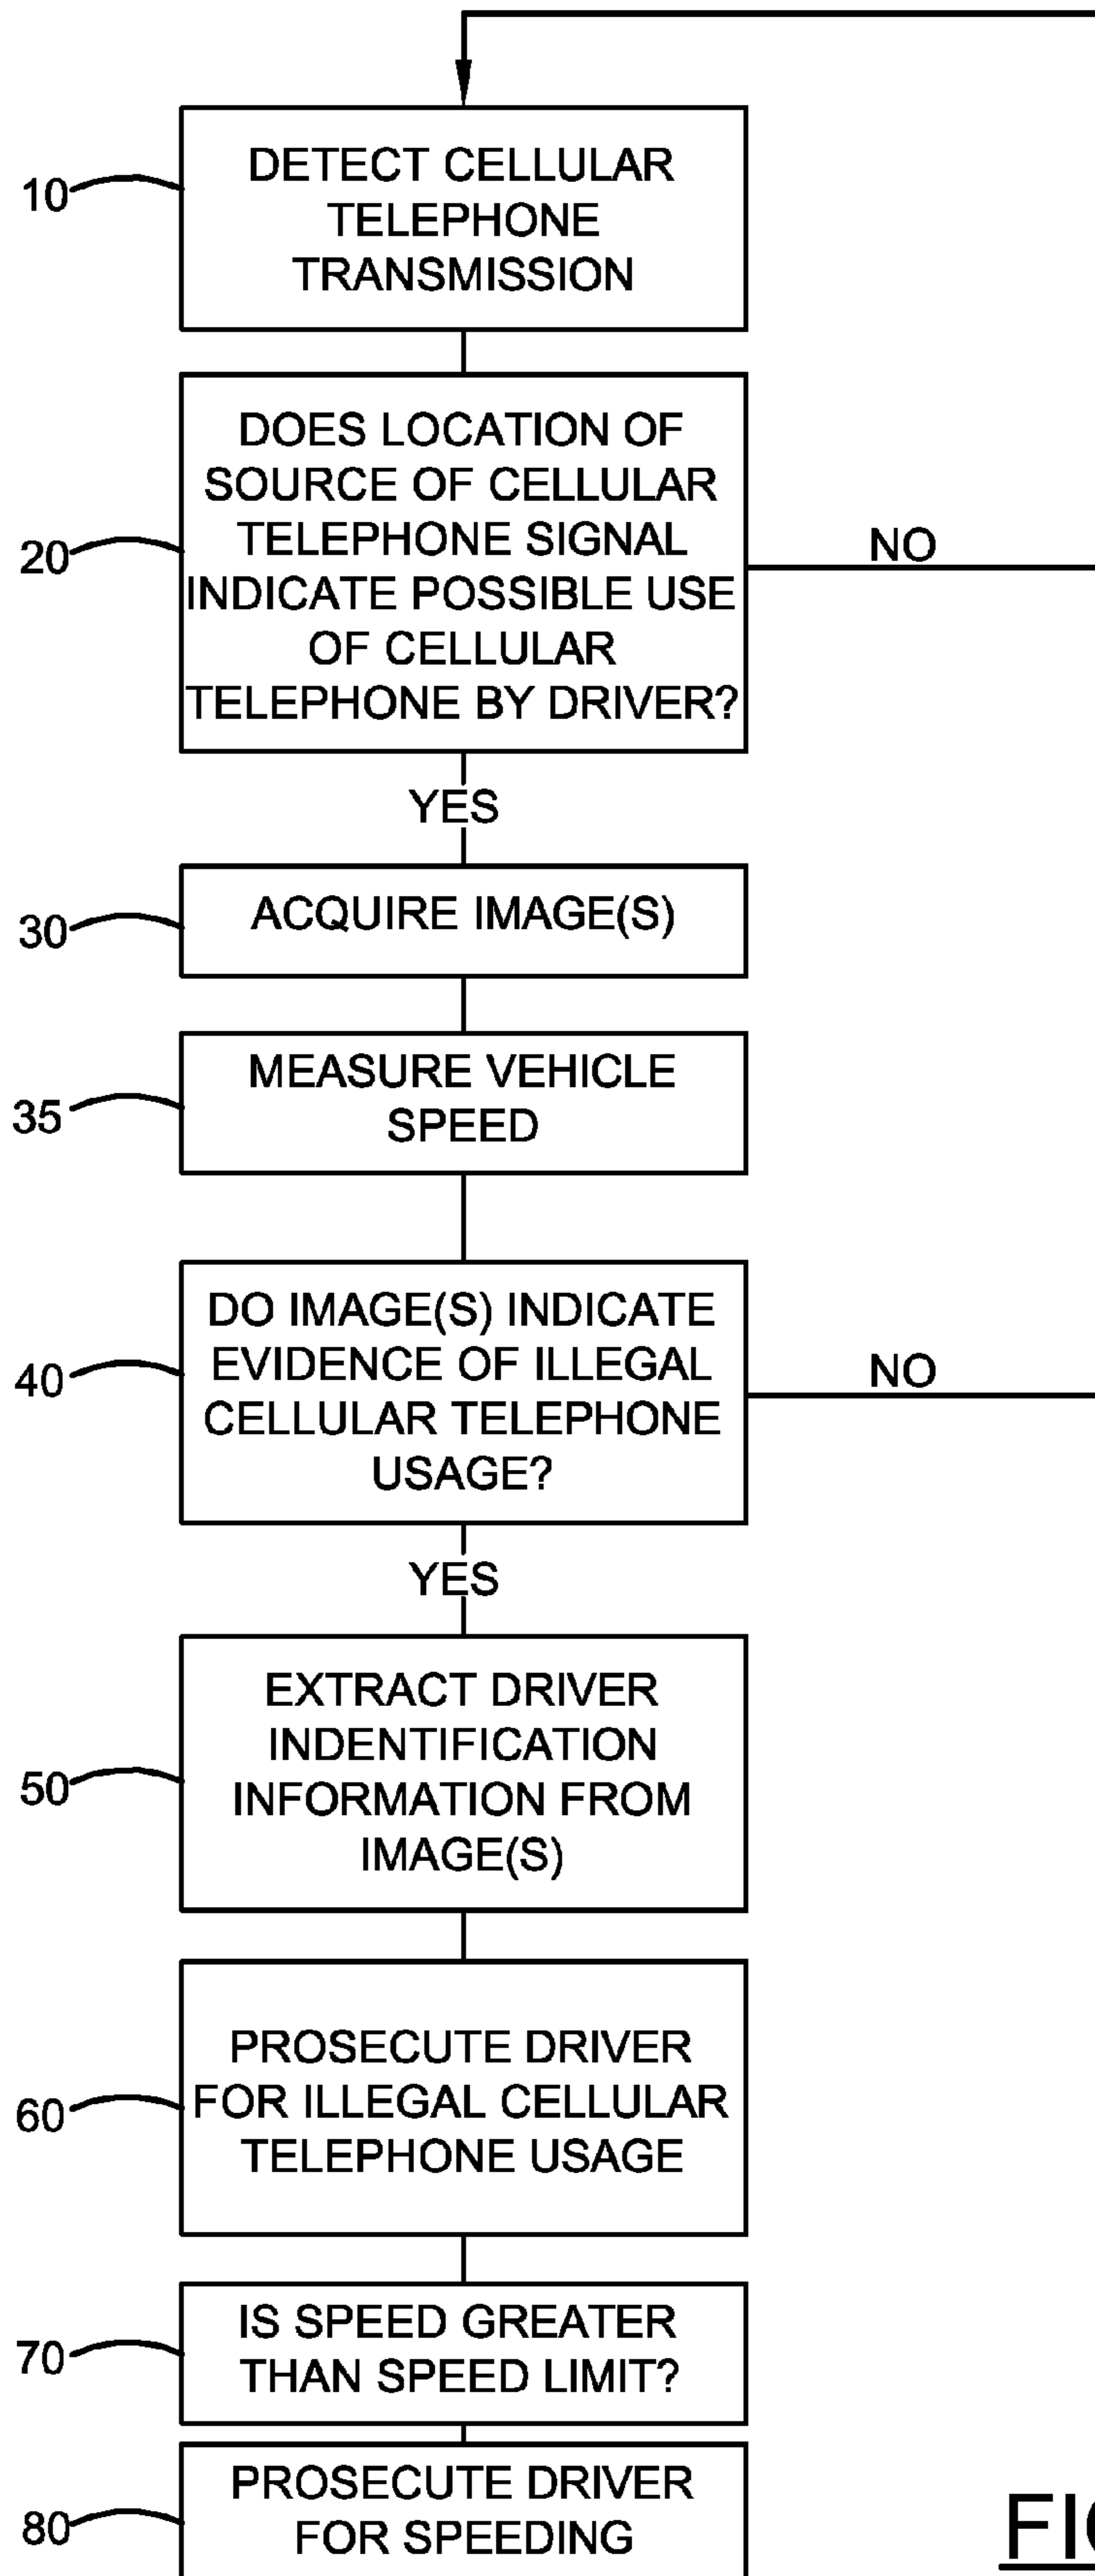 10
DETECT CELLULAR
TELEPHONE
TRANSMISSION
20
DOES LOCATION OF
SOURCE OF CELLULAR
TELEPHONE SIGNAL
INDICATE POSSIBLE USE
OF CELLULAR
TELEPHONE BY DRIVER?
NO
YES
30
ACQUIRE IMAGE(S)
35
MEASURE VEHICLE
SPEED
40
DO IMAGE(S) INDICATE
EVIDENCE OF ILLEGAL
CELLULAR TELEPHONE
USAGE?
NO
YES
50
EXTRACT DRIVER
INDENTIFICATION
INFORMATION FROM
IMAGE(S)
60
PROSECUTE DRIVER
FOR ILLEGAL CELLULAR
TELEPHONE USAGE
70
IS SPEED GREATER
THAN SPEED LIMIT?
80
PROSECUTE DRIVER
FOR SPEEDING